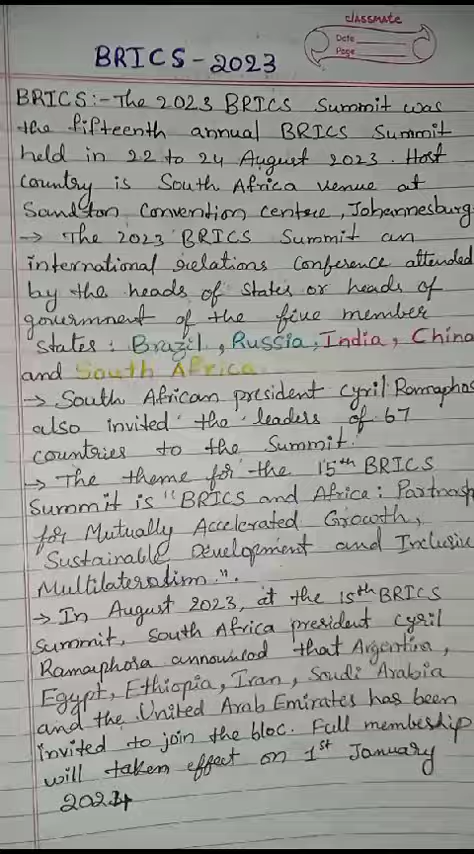 classmate
Date
Page
BRICS - 2023
BRICS:- The 2023 BRICS Summit was
the fifteenth annual BRICS Summit
held in 22 to 24 August 2023. Host
country is South Africa venue at
Sandton Convention centere, Johannesburg
→ The 2023 BRICS Summit an
international relations conference attended
by the heads of states or heads of
government of the five member
states: Brazil, Russia, India, China
and South Africa.
→ South African president Cyril Ramaphos
also invited the leaders of 67
countries to the Summit.
→ The theme for the 15th BRICS
Summit is "BRICS and Africa: Partnersh
for Mutually Accelerated Growth,
Sustainable Development and Inclusive
Multilateralism.".
→ In August 2023, at the 15th BRICS
summit, South Africa president Cyril
Ramaphosa announced that Argentina,
Egypt, Ethiopia, Iran, Saudi Arabia
and the United Arab Emirates has been
invited to join the bloc. Full membeship
will taken effect on 1st January
2024